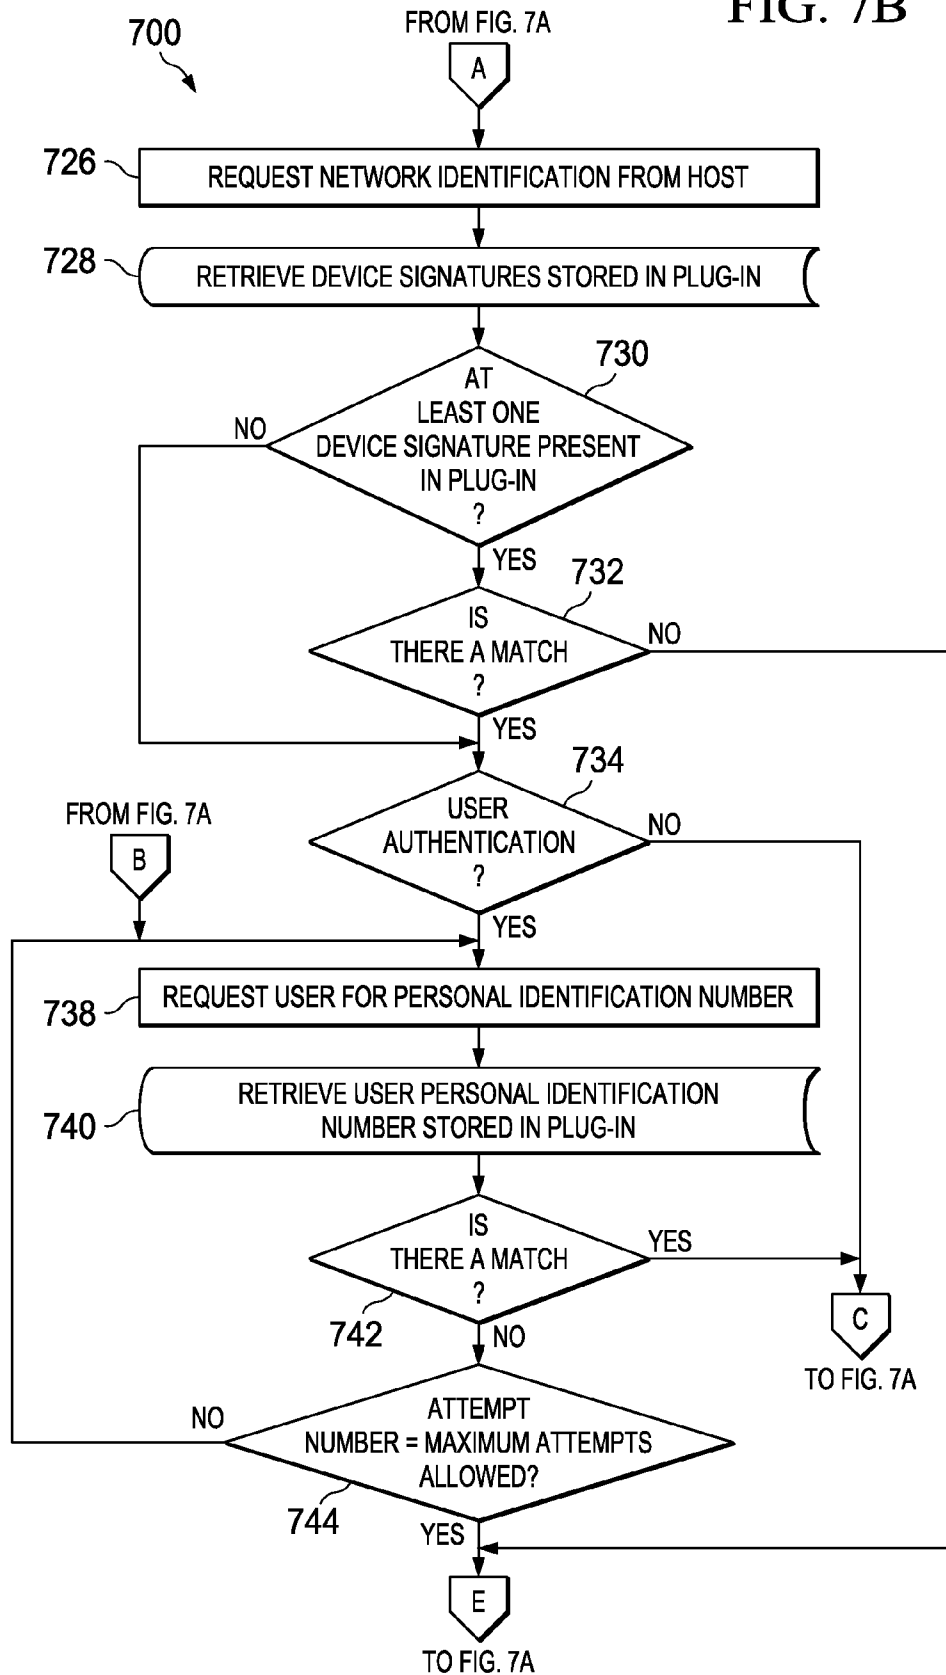 FIG. 7B
700
FROM FIG. 7A
A
726
REQUEST NETWORK IDENTIFICATION FROM HOST
728
RETRIEVE DEVICE SIGNATURES STORED IN PLUG-IN
730
AT
LEAST ONE
DEVICE SIGNATURE PRESENT
IN PLUG-IN
?
NO
YES
732
IS
THERE A MATCH
?
NO
YES
734
USER
AUTHENTICATION
?
NO
YES
FROM FIG. 7A
B
738
REQUEST USER FOR PERSONAL IDENTIFICATION NUMBER
740
RETRIEVE USER PERSONAL IDENTIFICATION
NUMBER STORED IN PLUG-IN
IS
THERE A MATCH
?
YES
742
NO
C
TO FIG. 7A
ATTEMPT
NUMBER = MAXIMUM ATTEMPTS
ALLOWED?
NO
744
YES
E
TO FIG. 7A